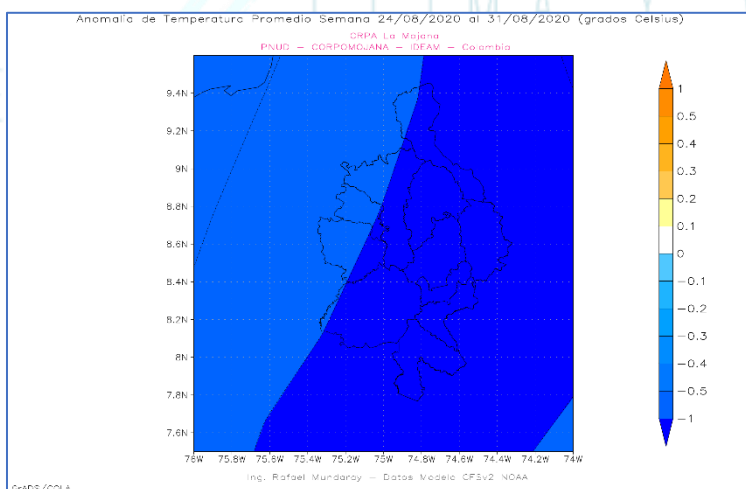 Anomalía de Temperatura Promedio Semana 24/08/2020 al 31/08/2020 (grados Celsius)
CRPA La Mojana
PNUD – CORPOMOJANA – IDEAM – Colombia
9.4N
9.2N
9N
8.8N
8.6N
8.4N
8.2N
8N
7.8N
7.6N
76W 75.8W 75.6W 75.4W 75.2W 75W 74.8W 74.6W 74.4W 74.2W 74W
1
0.5
0.4
0.3
0.2
0.1
0
−0.1
−0.2
−0.3
−0.4
−0.5
−1
Ing. Rafael Mundaray – Datos Modelo CFSv2 NOAA
GrADS/COLA